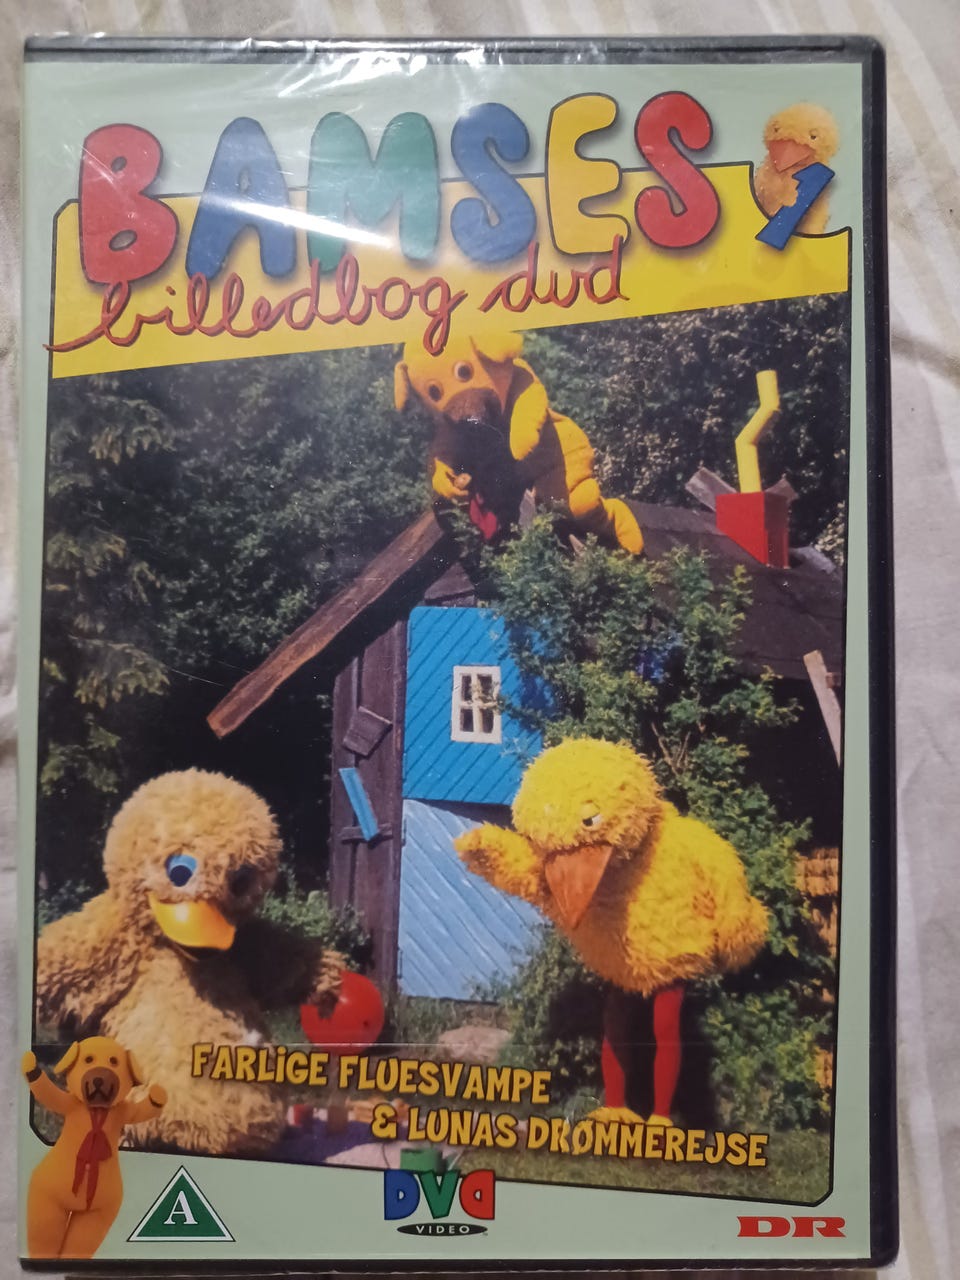 BAMSES
1
billedbog dvd
FARLiGE FLUESVAMPE
& LUNAS DRØMMEREJSE
A
DVD
VIDEO
DR